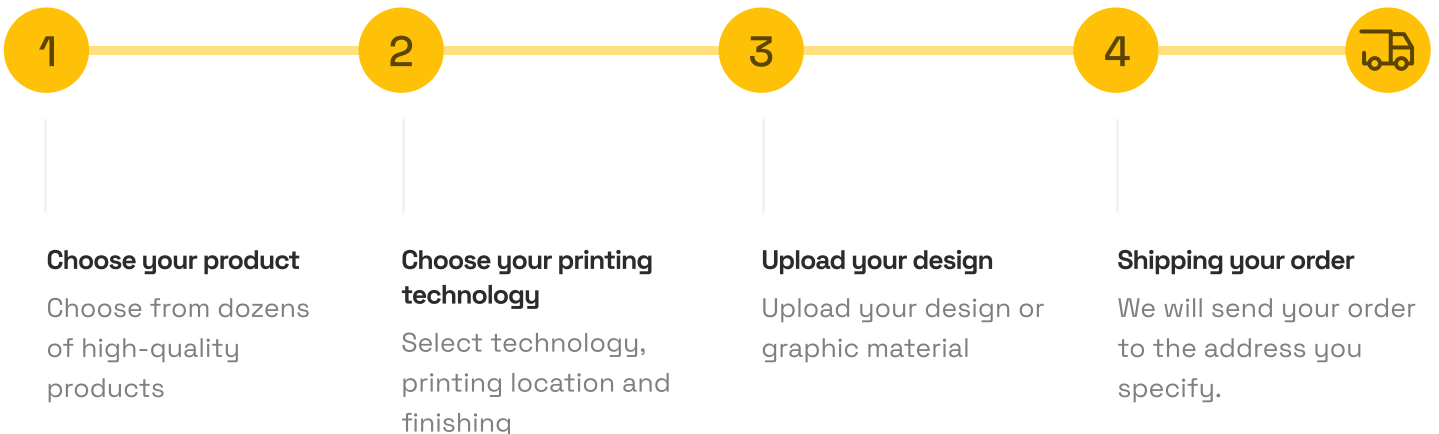 1
2
3
4
Choose your product
Choose from dozens
of high-quality
products
Choose your printing
technology
Select technology,
printing location and
finishing
Upload your design
Upload your design or
graphic material
Shipping your order
We will send your order
to the address you
specify.